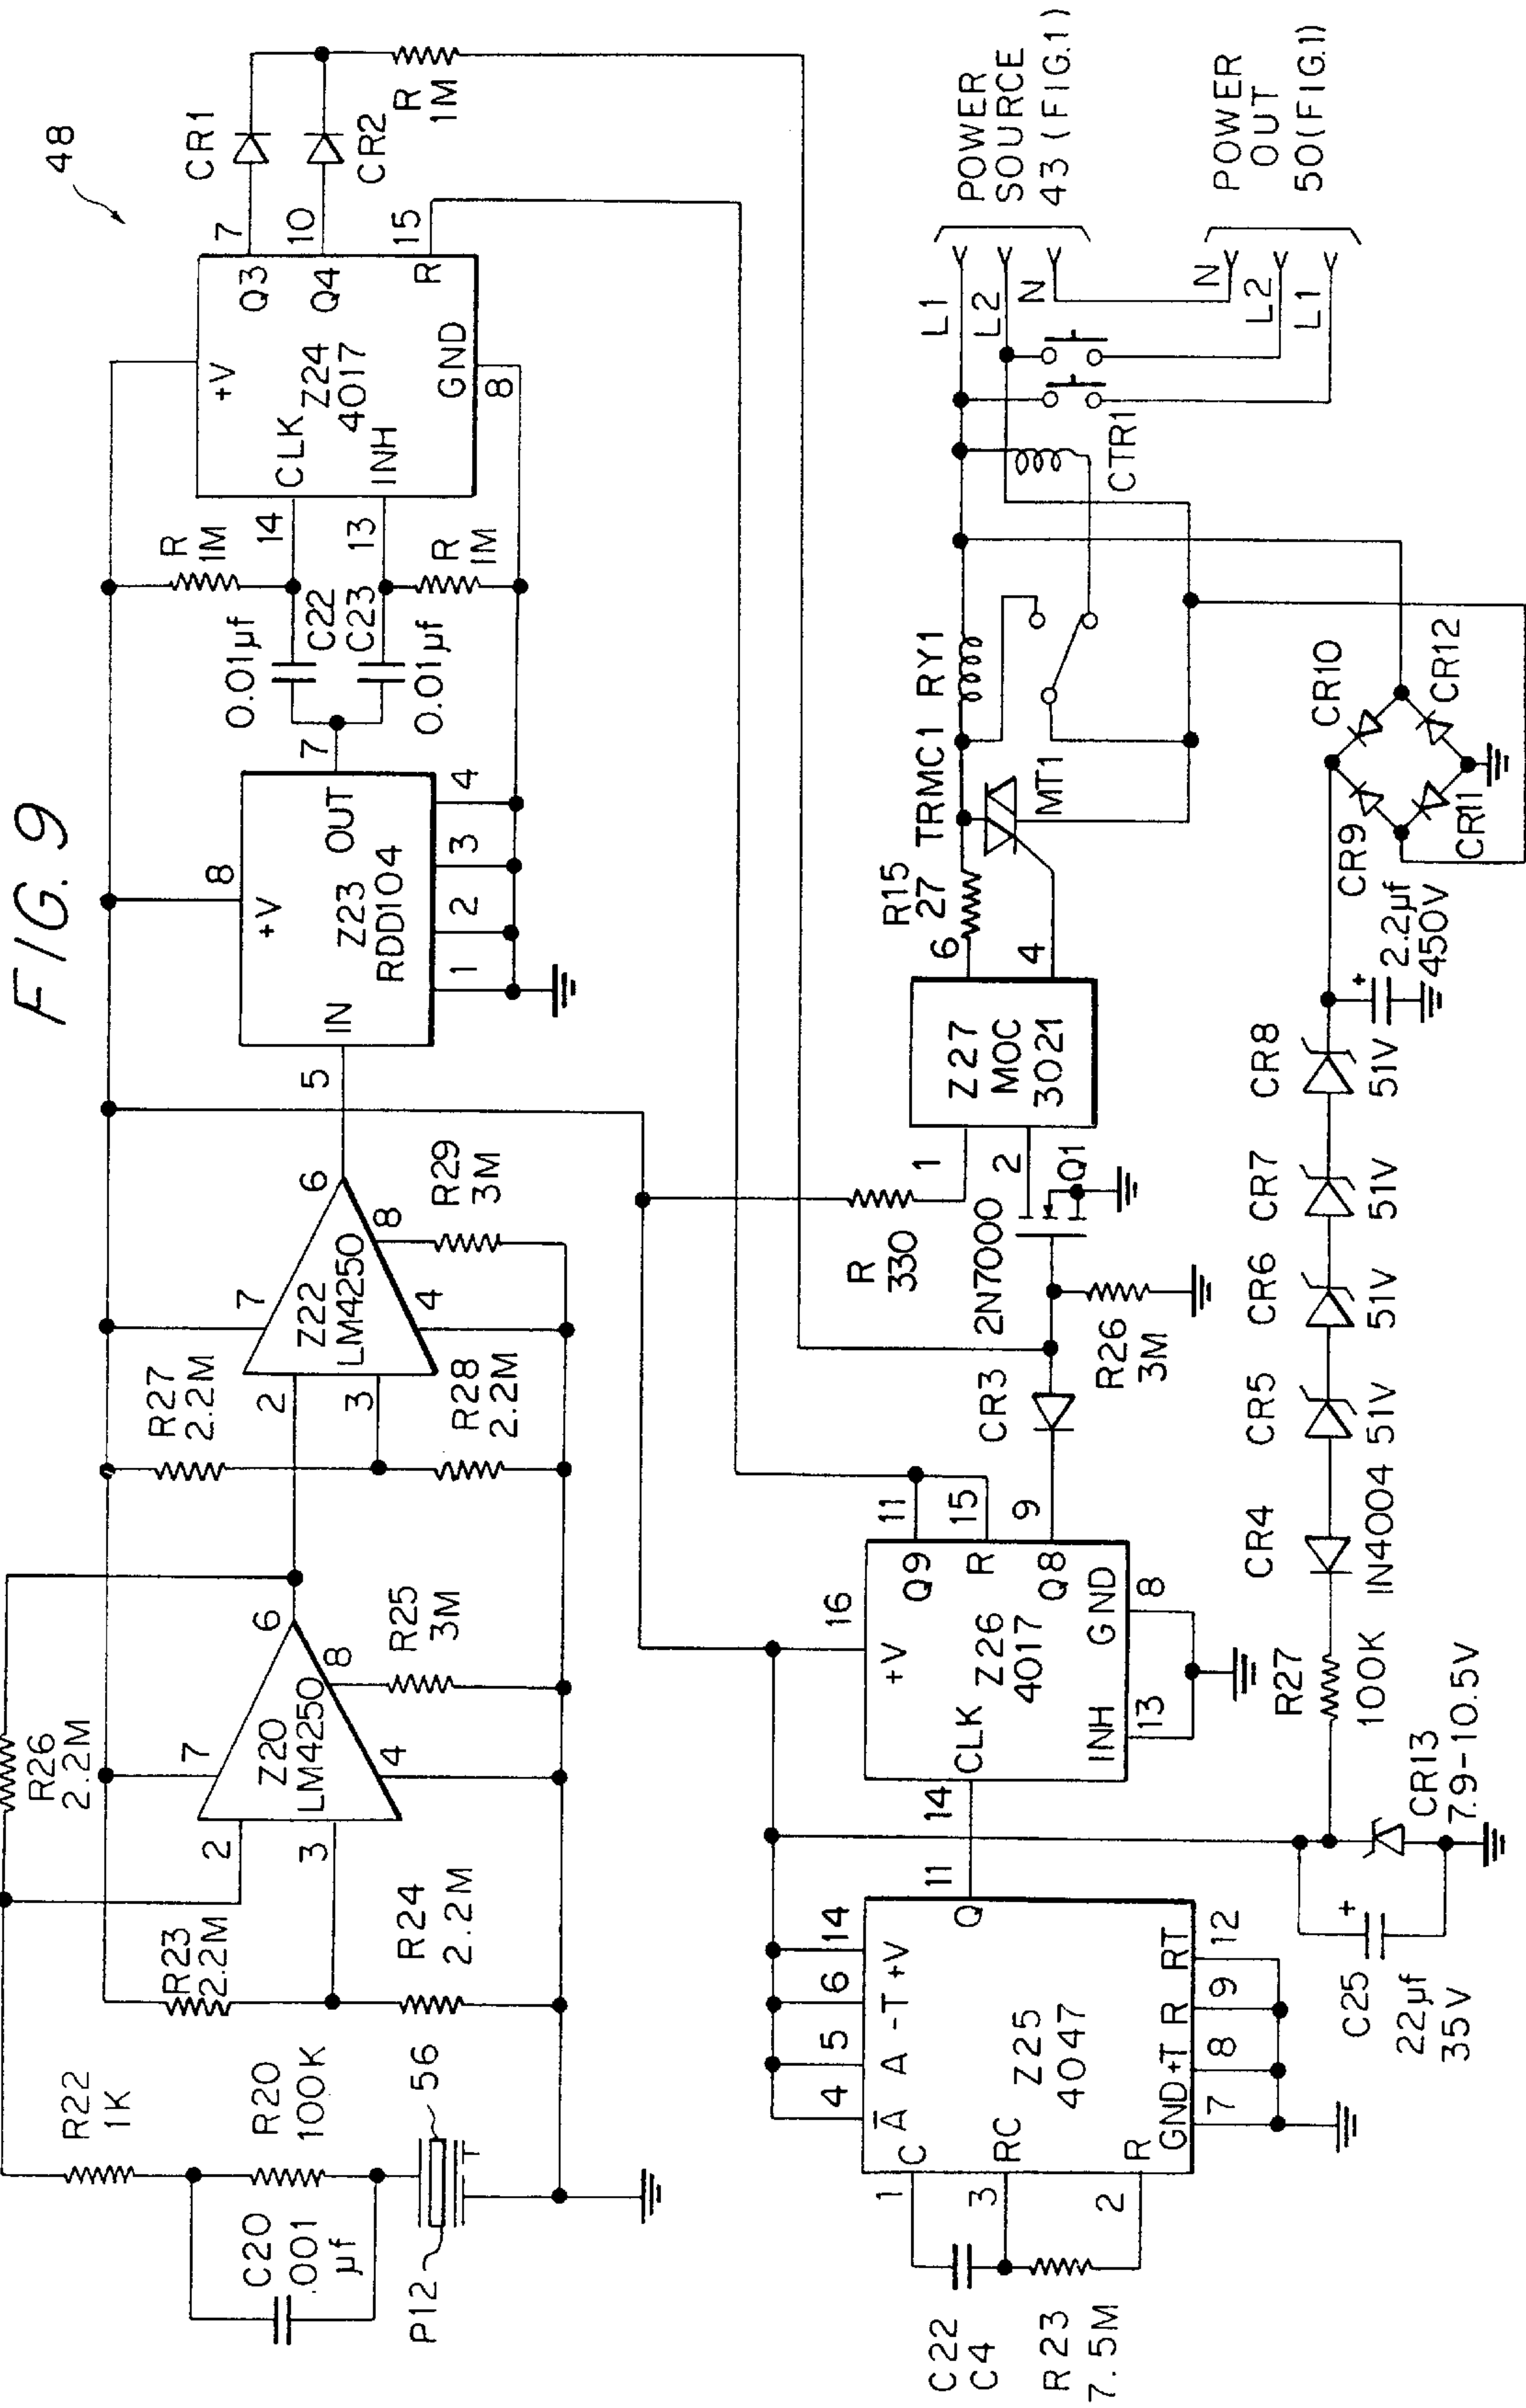 FIG. 9
48
R26
2.2M
R22
1K
R20
100K
C20
.001
µf
P12
56
R23
2.2M
R24
2.2M
2
3
7
Z20
LM4250
6
8
4
R25
3M
R27
2.2M
R28
2.2M
2
3
7
Z22
LM4250
6
8
4
R29
3M
5
IN
+V
8
Z23
RDD104
OUT
7
1
2
3
4
0.01µf
C22
C23
0.01µf
R
1M
R
1M
14
13
CLK
INH
+V
Z24
4017
GND
8
Q3
Q4
R
7
10
15
CR1
CR2
R
1M
C22
C4
R23
7.5M
1
3
2
C
RC
R
4
5
6
14
A
A
-T
+V
Z25
4047
Q
11
GND
+T
R
RT
7
8
9
12
14
CLK
+V
16
Z26
4017
INH
GND
13
8
Q9
R
Q8
11
15
9
CR3
R26
3M
2N7000
Q1
R
330
1
2
Z27
MOC
3021
6
4
R15
27
TRMC1
MT1
RY1
CTR1
L1
L2
N
POWER
SOURCE
43 (FIG.1)
N
L2
L1
POWER
OUT
50(FIG.1)
C25
22µf
35V
+
CR13
7.9-10.5V
R27
100K
CR4
IN4004
CR5
51V
CR6
51V
CR7
51V
CR8
51V
+
2.2µf
450V
CR9
CR10
CR11
CR12